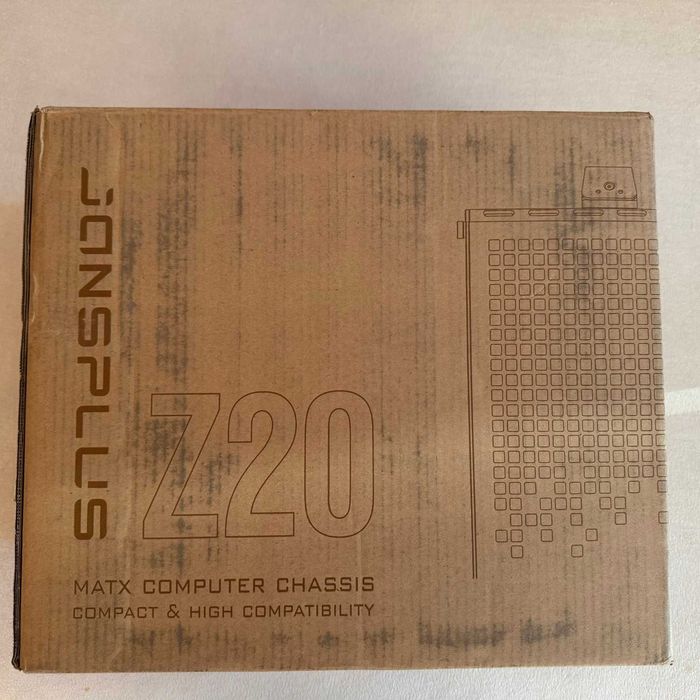 JONSPLUS
Z20
MATX COMPUTER CHASSIS
COMPACT & HIGH COMPATIBILITY